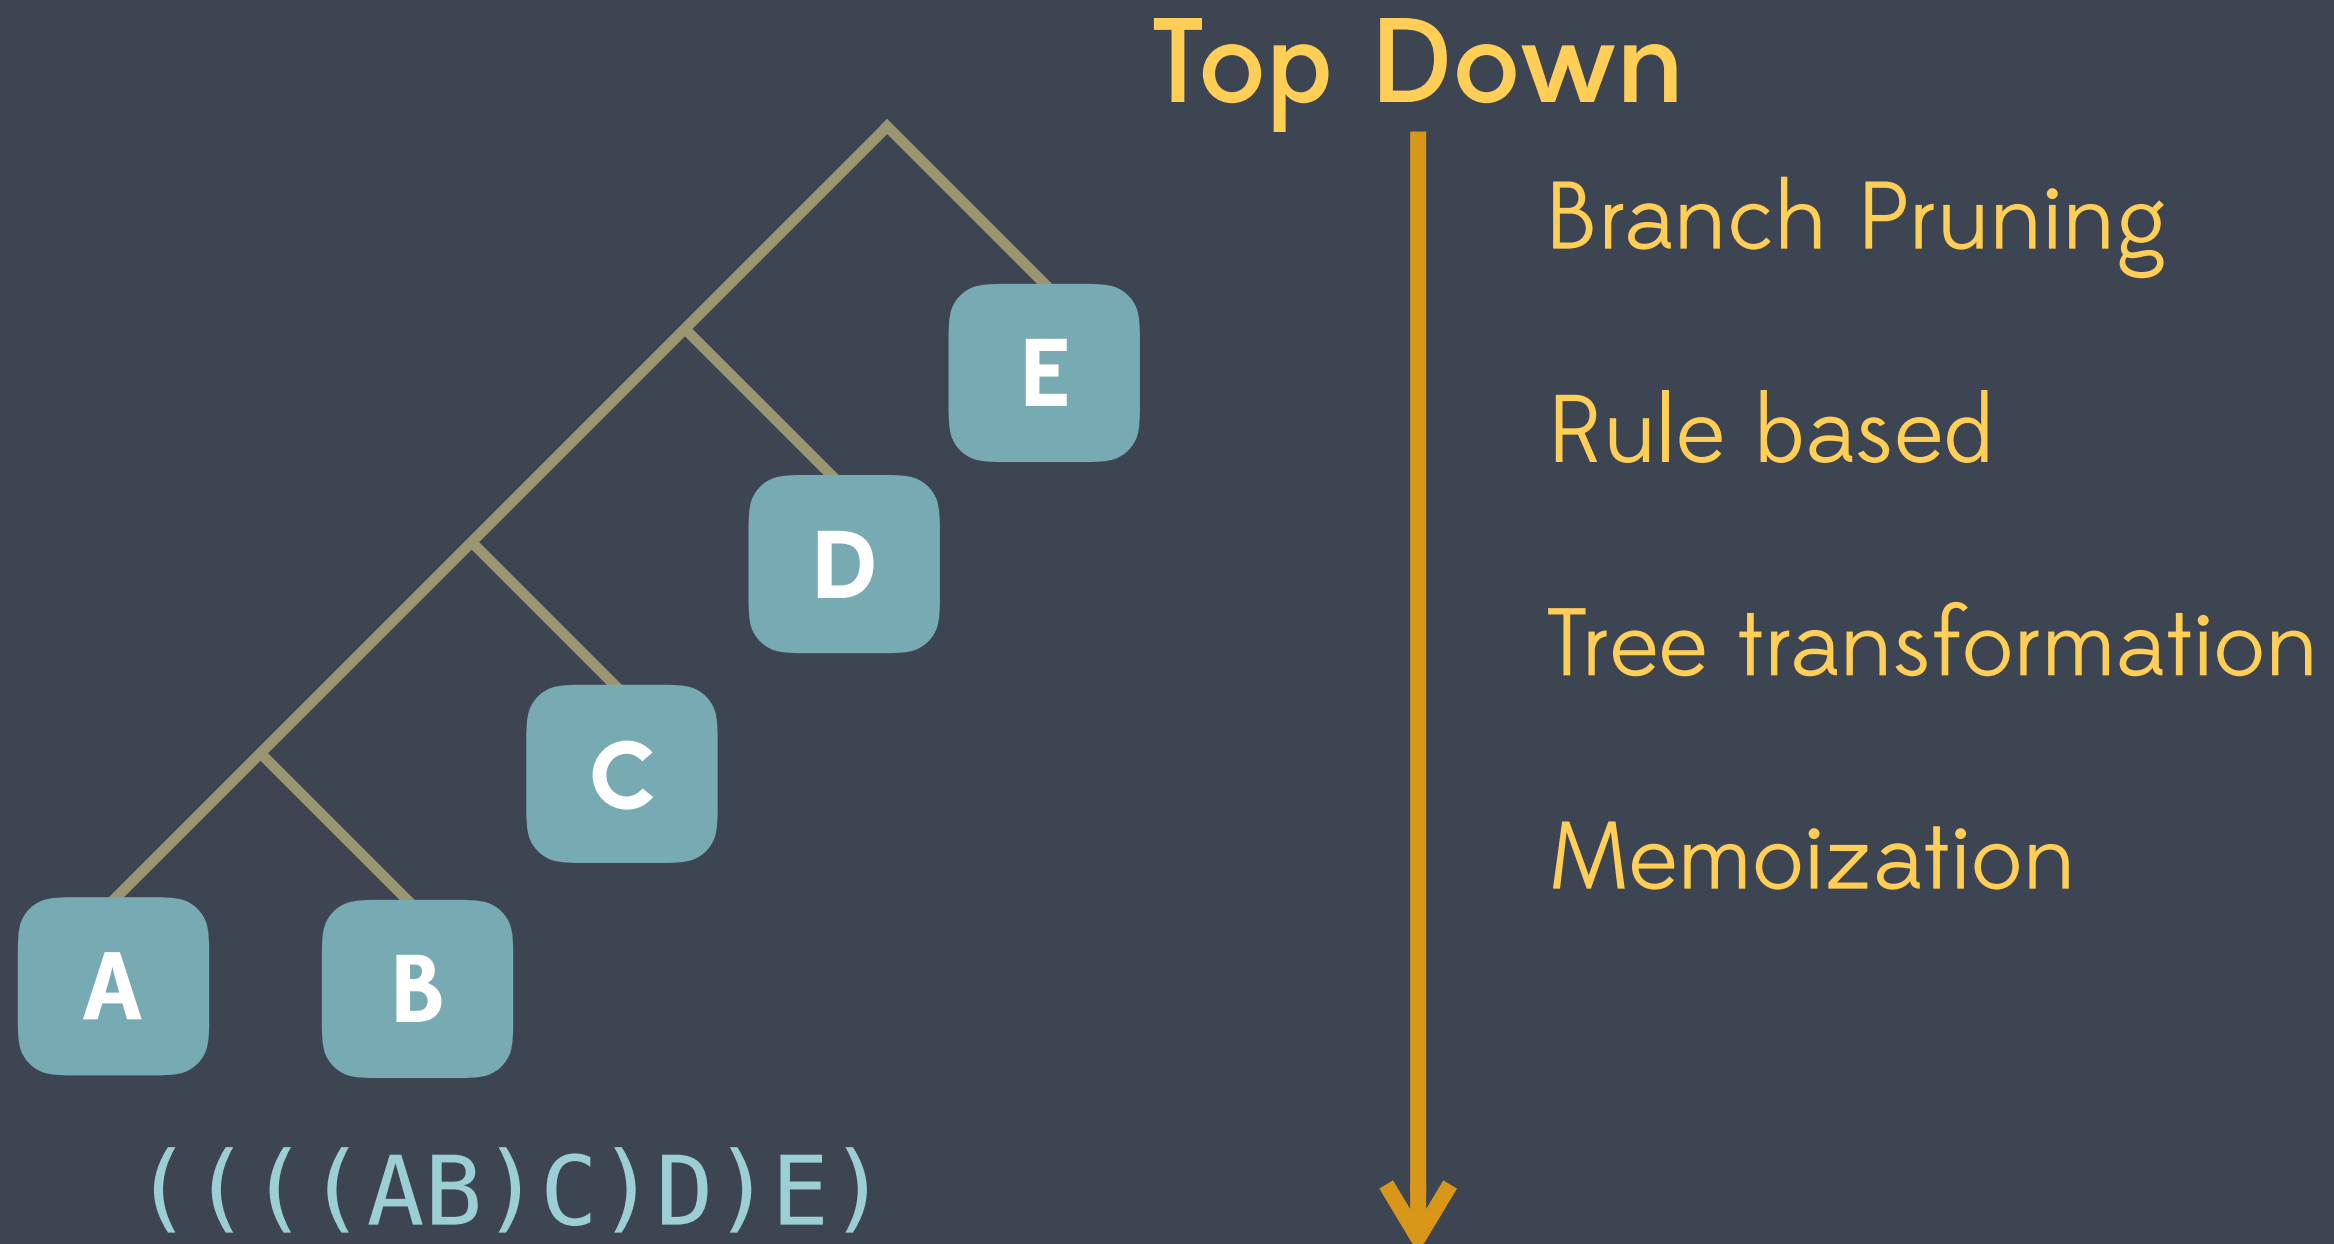 Top Down
Branch Pruning
Rule based
Tree transformation
Memoization
E
D
C
A
B
((((AB)C)D)E)